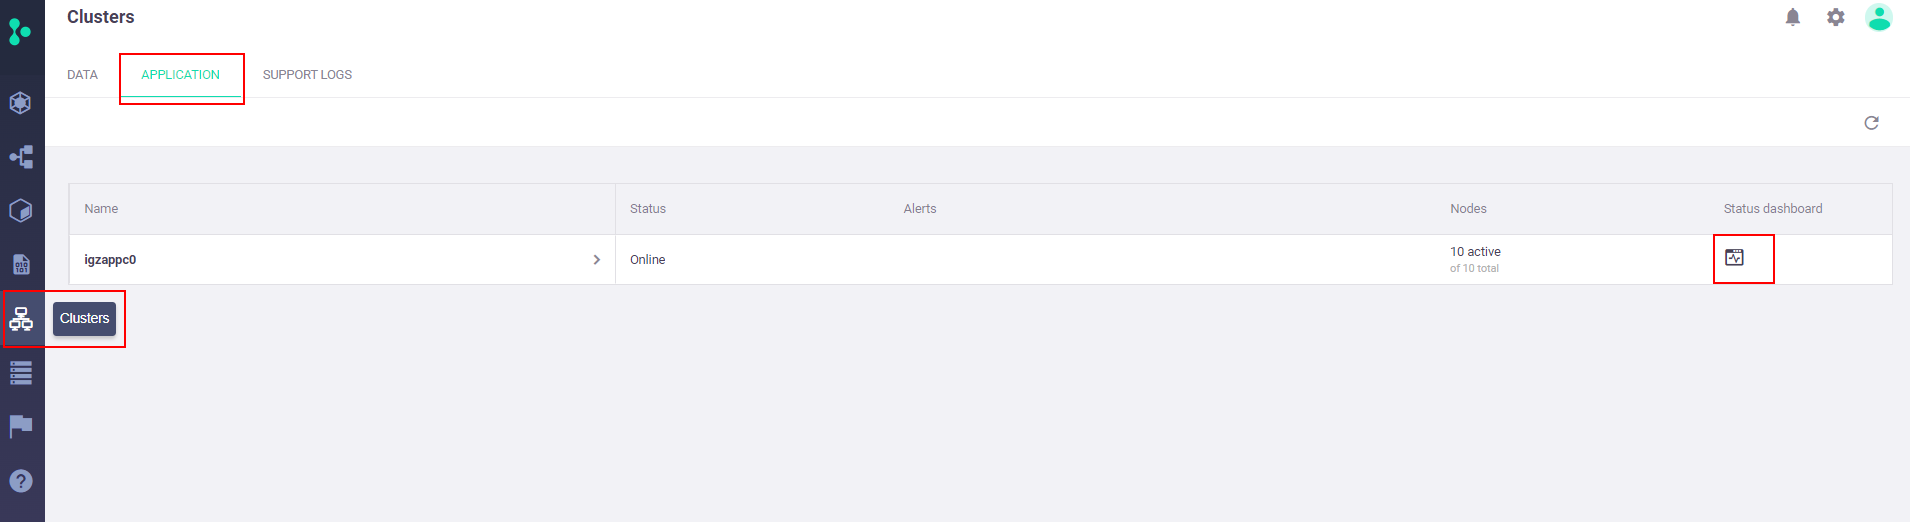 Clusters
DATA APPLICATION SUPPORT LOGS
Name Status Alerts Nodes Status dashboard
igzappc0 Online 10 active
of 10 total
Clusters